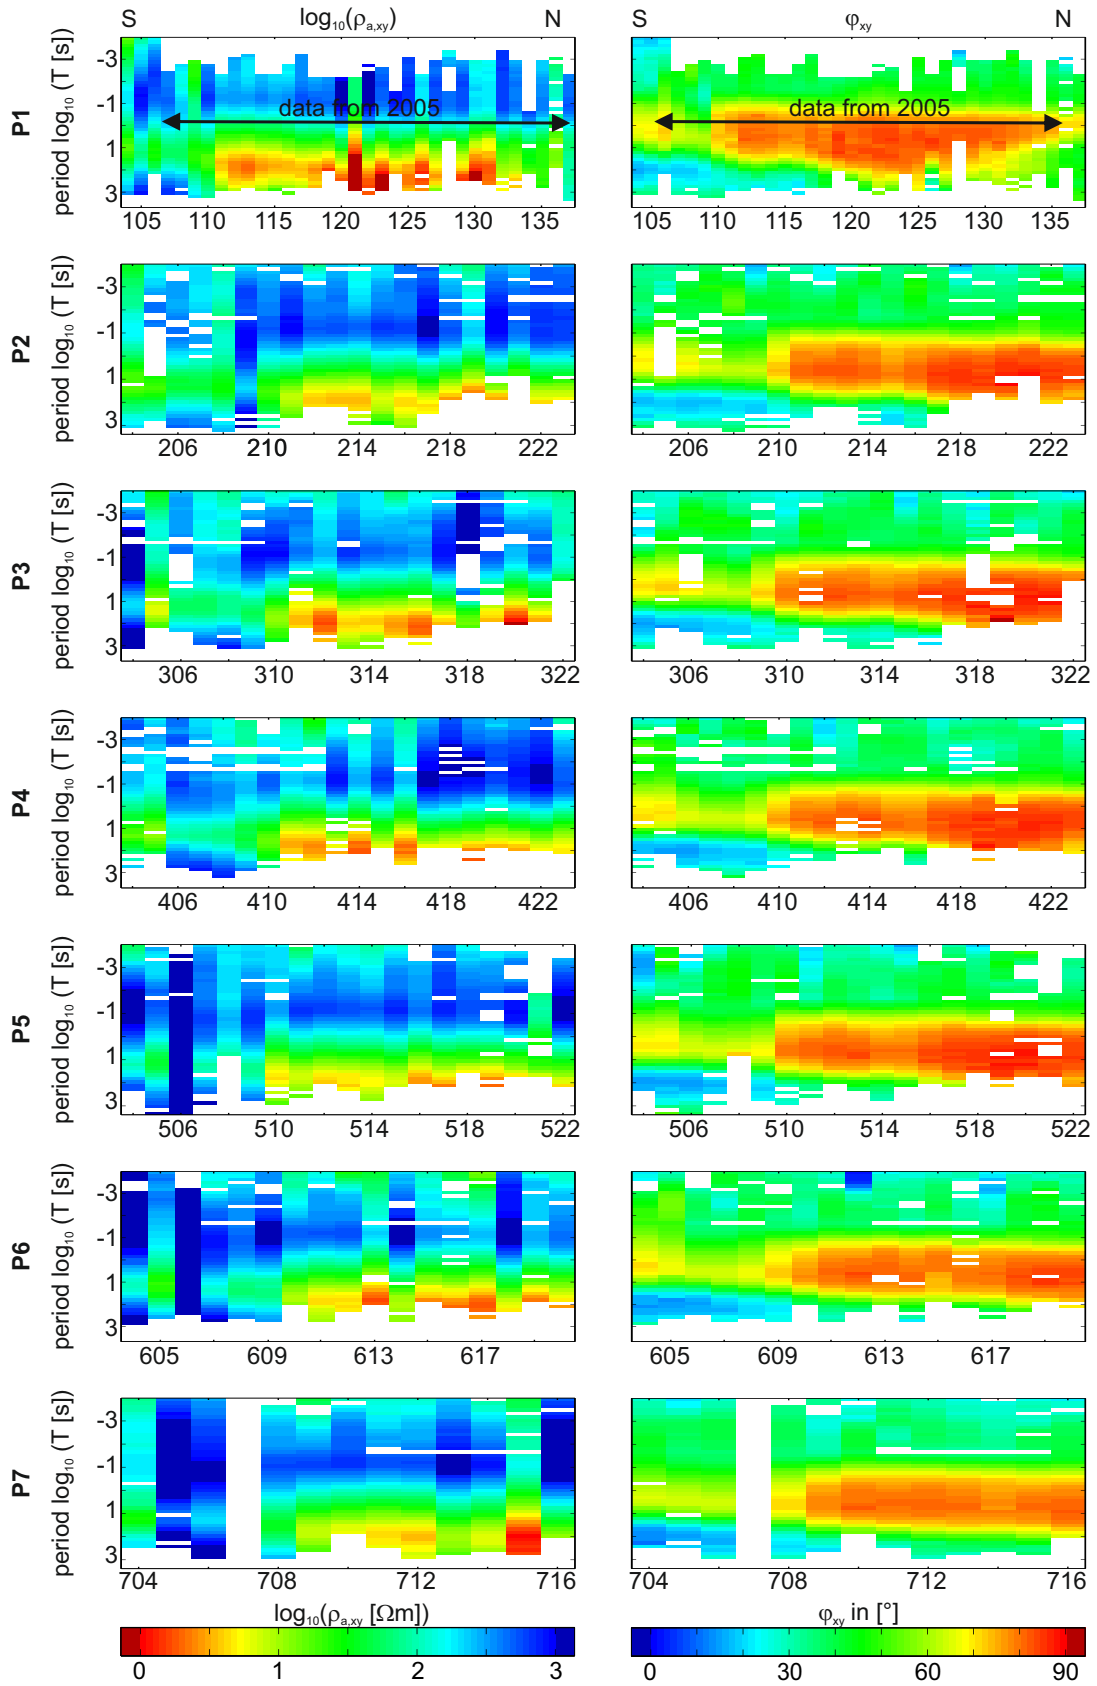 S log₁₀(ρₐ,ₓᵧ) N S φₓᵧ N
P1
period log₁₀ (T [s])
-3
-1
1
3
data from 2005 data from 2005
105 110 115 120 125 130 135 105 110 115 120 125 130 135
P2
period log₁₀ (T [s])
-3
-1
1
3
206 210 214 218 222 206 210 214 218 222
P3
period log₁₀ (T [s])
-3
-1
1
3
306 310 314 318 322 306 310 314 318 322
P4
period log₁₀ (T [s])
-3
-1
1
3
406 410 414 418 422 406 410 414 418 422
P5
period log₁₀ (T [s])
-3
-1
1
3
506 510 514 518 522 506 510 514 518 522
P6
period log₁₀ (T [s])
-3
-1
1
3
605 609 613 617 605 609 613 617
P7
period log₁₀ (T [s])
-3
-1
1
3
704 708 712 716 704 708 712 716
log₁₀(ρₐ,ₓᵧ [Ωm]) φₓᵧ in [°]
0 1 2 3 0 30 60 90